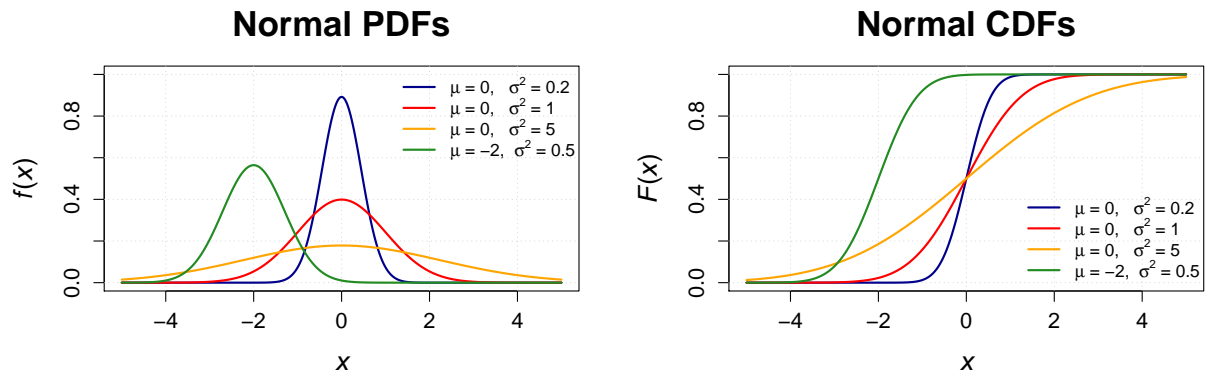 Normal PDFs
f(x)
0.0 0.4 0.8
μ = 0, σ² = 0.2
μ = 0, σ² = 1
μ = 0, σ² = 5
μ = −2, σ² = 0.5
−4 −2 0 2 4
x
Normal CDFs
F(x)
0.0 0.4 0.8
μ = 0, σ² = 0.2
μ = 0, σ² = 1
μ = 0, σ² = 5
μ = −2, σ² = 0.5
−4 −2 0 2 4
x